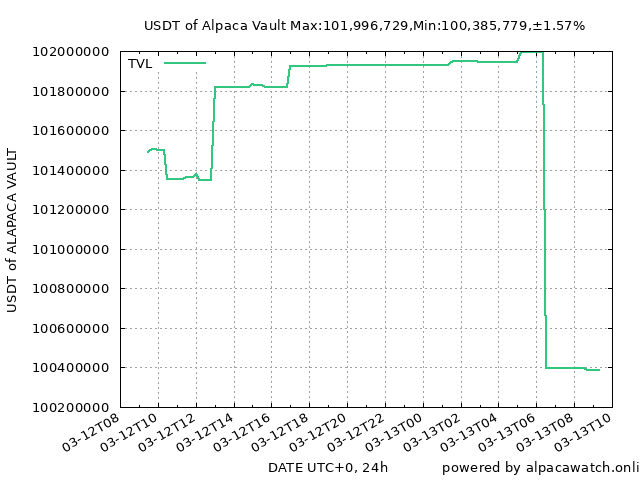 USDT of Alpaca Vault Max:101,996,729,Min:100,385,779,±1.57%
TVL
102000000
101800000
101600000
101400000
101200000
101000000
100800000
100600000
100400000
100200000
USDT of ALAPACA VAULT
03-12T08
03-12T10
03-12T12
03-12T14
03-12T16
03-12T18
03-12T20
03-12T22
03-13T00
03-13T02
03-13T04
03-13T06
03-13T08
03-13T10
DATE UTC+0, 24h
powered by alpacawatch.onli